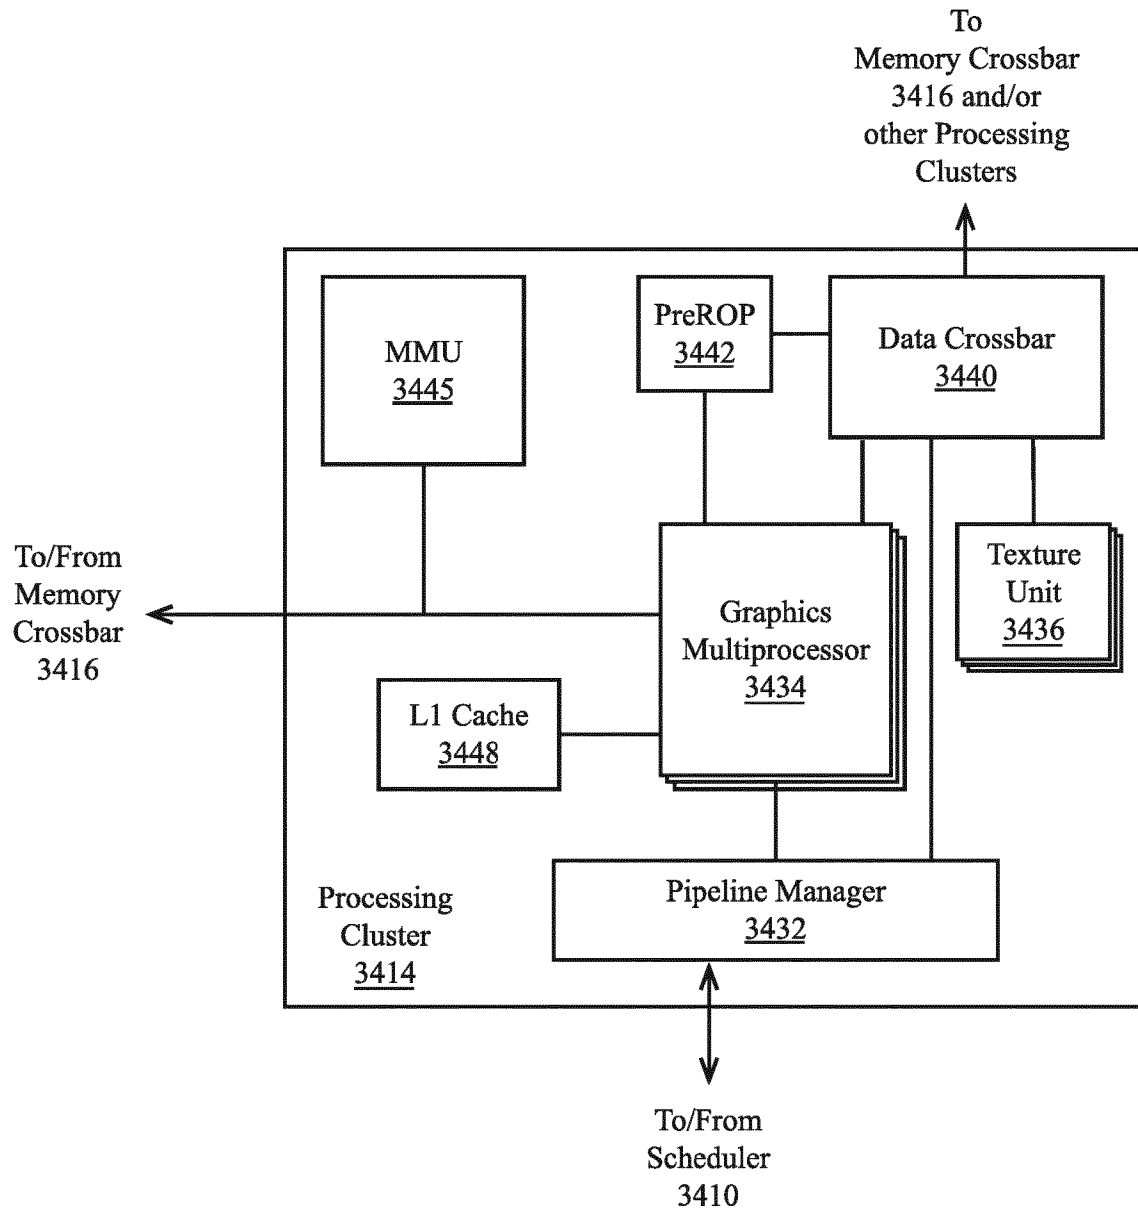 To
Memory Crossbar
3416 and/or
other Processing
Clusters
MMU
3445
PreROP
3442
Data Crossbar
3440
To/From
Memory
Crossbar
3416
Graphics
Multiprocessor
3434
Texture
Unit
3436
L1 Cache
3448
Pipeline Manager
3432
Processing
Cluster
3414
To/From
Scheduler
3410